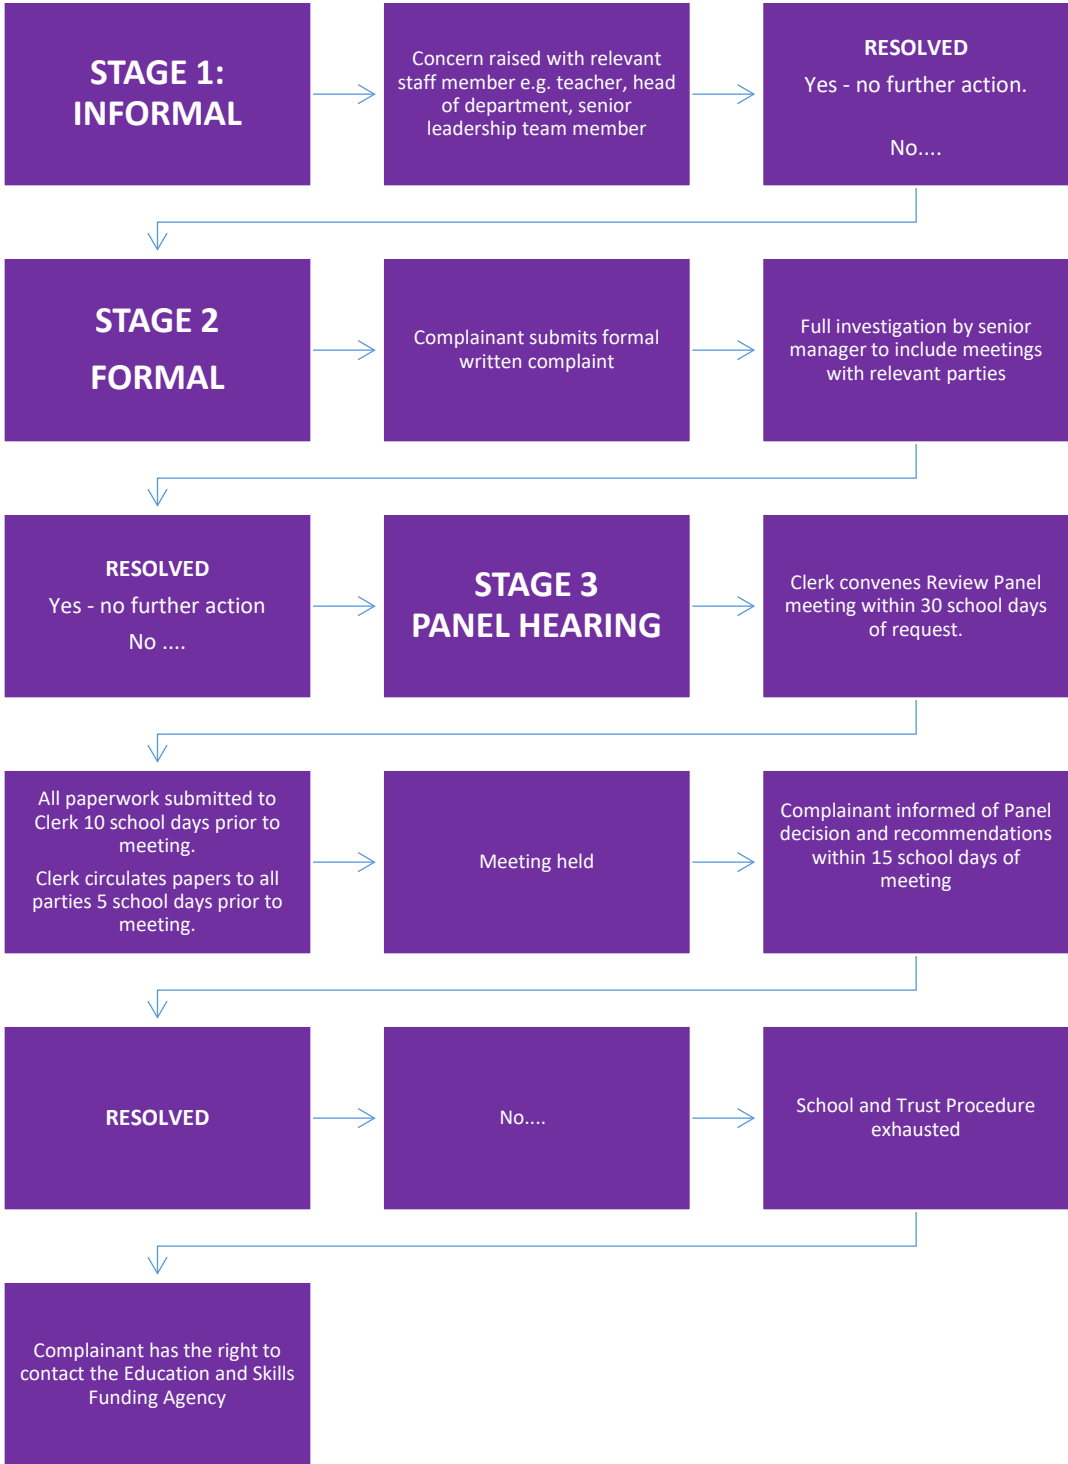 STAGE 1:
INFORMAL
Concern raised with relevant
staff member e.g. teacher, head
of department, senior
leadership team member
RESOLVED
Yes - no further action.
No....
STAGE 2
FORMAL
Complainant submits formal
written complaint
Full investigation by senior
manager to include meetings
with relevant parties
RESOLVED
Yes - no further action
No ....
STAGE 3
PANEL HEARING
Clerk convenes Review Panel
meeting within 30 school days
of request.
All paperwork submitted to
Clerk 10 school days prior to
meeting.
Clerk circulates papers to all
parties 5 school days prior to
meeting.
Meeting held
Complainant informed of Panel
decision and recommendations
within 15 school days of
meeting
RESOLVED
No....
School and Trust Procedure
exhausted
Complainant has the right to
contact the Education and Skills
Funding Agency